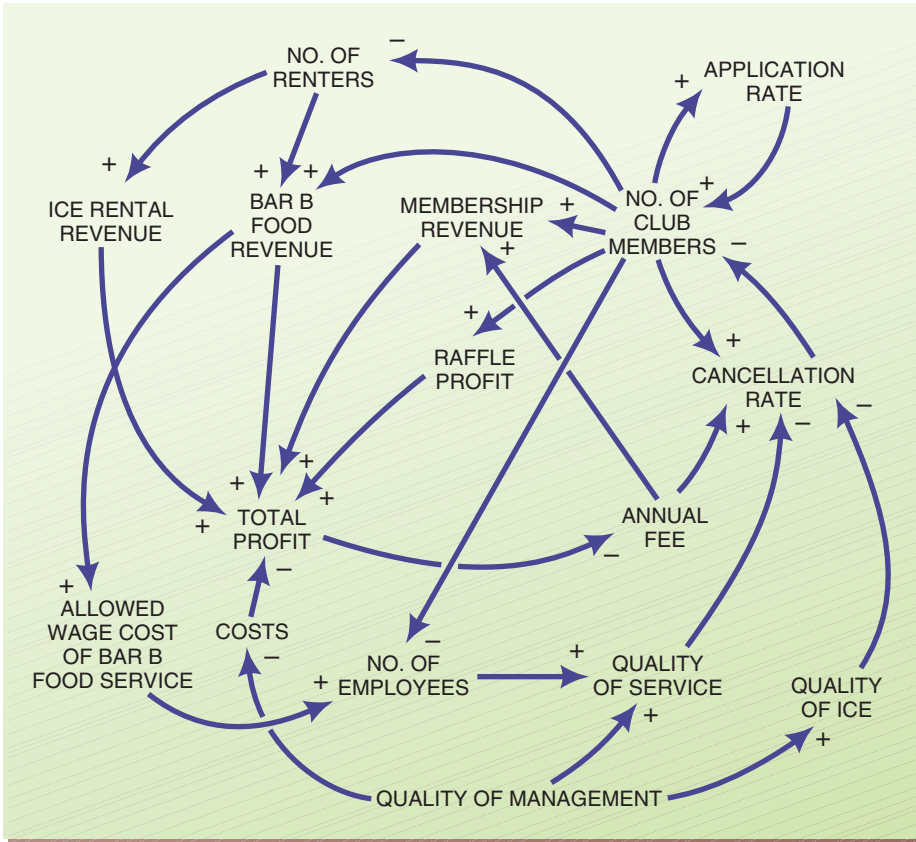 NO. OF
RENTERS
–
APPLICATION
RATE
+
+
ICE RENTAL
REVENUE
+ +
BAR B
FOOD
REVENUE
MEMBERSHIP
REVENUE
+
+
NO. OF
CLUB
MEMBERS
+
–
+
RAFFLE
PROFIT
+
CANCELLATION
RATE
+
–
–
+
+
+
+
TOTAL
PROFIT
–
ANNUAL
FEE
–
+
ALLOWED
WAGE COST
OF BAR B
FOOD SERVICE
COSTS
–
–
+
NO. OF
EMPLOYEES
+
QUALITY
OF SERVICE
+
QUALITY
OF ICE
+
QUALITY OF MANAGEMENT